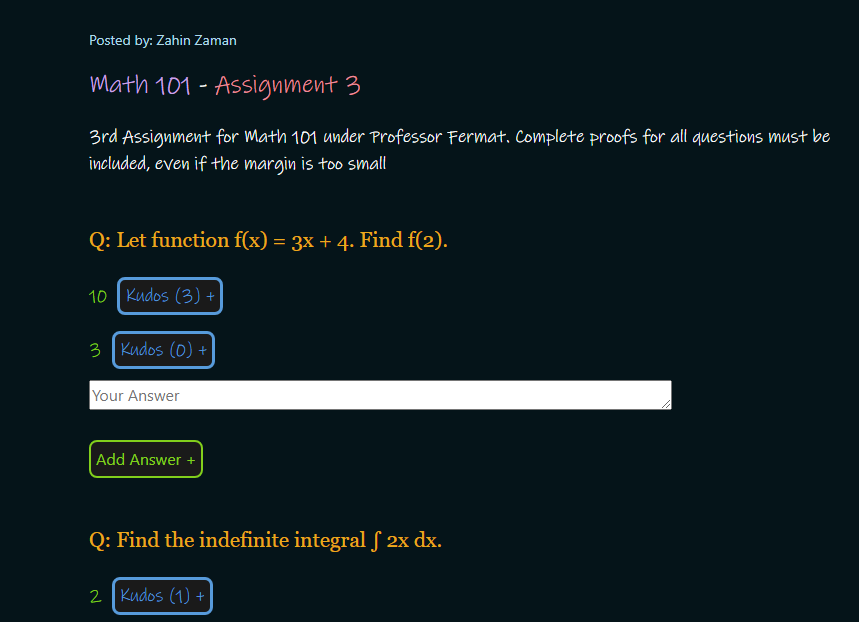 Posted by: Zahin Zaman
Math 101 - Assignment 3
3rd Assignment for Math 101 under Professor Fermat. Complete proofs for all questions must be
included, even if the margin is too small
Q: Let function f(x) = 3x + 4. Find f(2).
10 Kudos (3) +
3 Kudos (0) +
Your Answer
Add Answer +
Q: Find the indefinite integral ∫ 2x dx.
2 Kudos (1) +